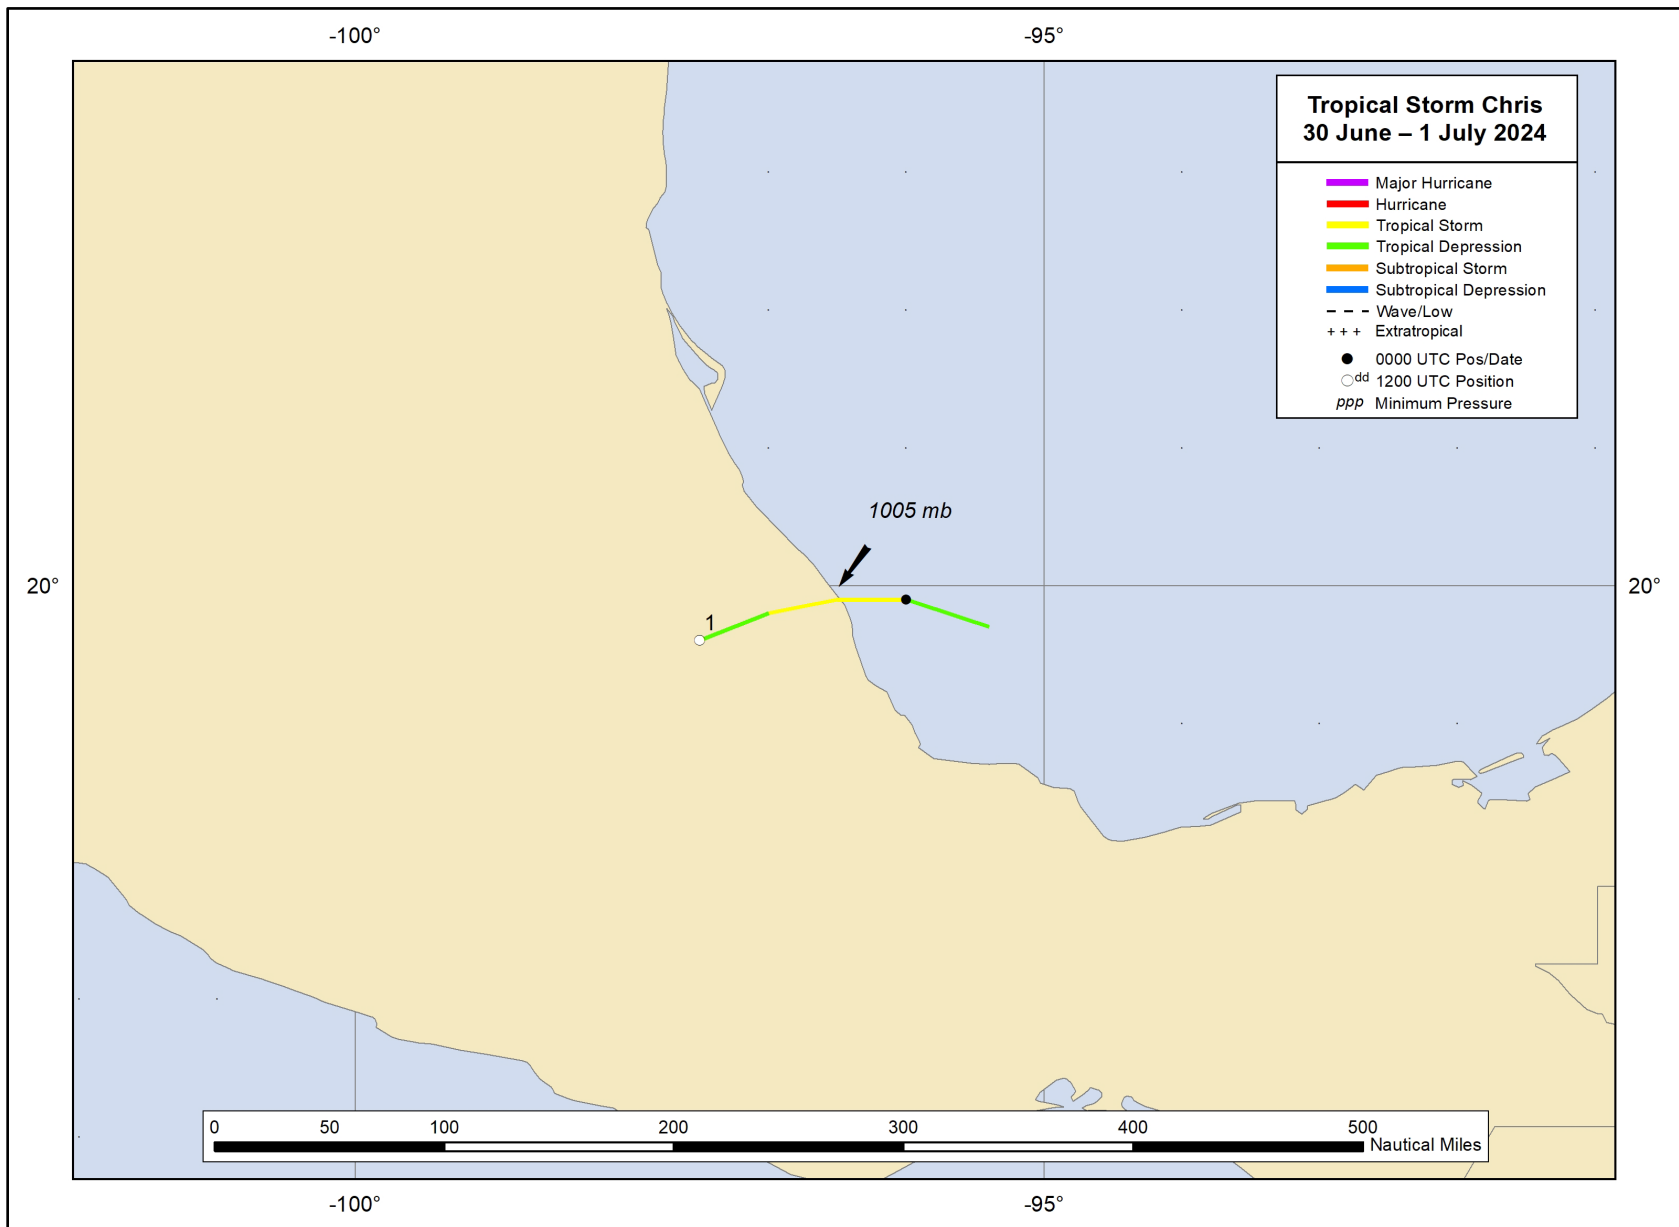 -100° -95°
Tropical Storm Chris
30 June – 1 July 2024
Major Hurricane
Hurricane
Tropical Storm
Tropical Depression
Subtropical Storm
Subtropical Depression
Wave/Low
+ + + Extratropical
0000 UTC Pos/Date
dd 1200 UTC Position
ppp Minimum Pressure
1005 mb
20° 20°
1
0 50 100 200 300 400 500
Nautical Miles
-100° -95°